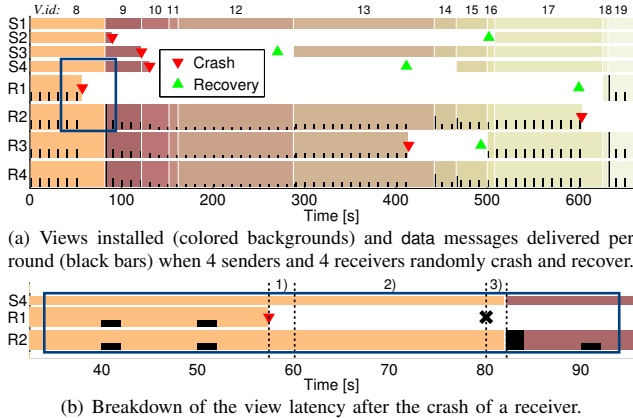 V.id: 8 9 10 11 12 13 14 15 16 17 18 19
S1
S2
S3
S4
R1
R2
R3
R4
Crash
Recovery
0 100 200 300 400 500 600
Time [s]
(a) Views installed (colored backgrounds) and data messages delivered per
round (black bars) when 4 senders and 4 receivers randomly crash and recover.
1) 2) 3)
S4
R1
R2
40 50 60 70 80 90
Time [s]
(b) Breakdown of the view latency after the crash of a receiver.